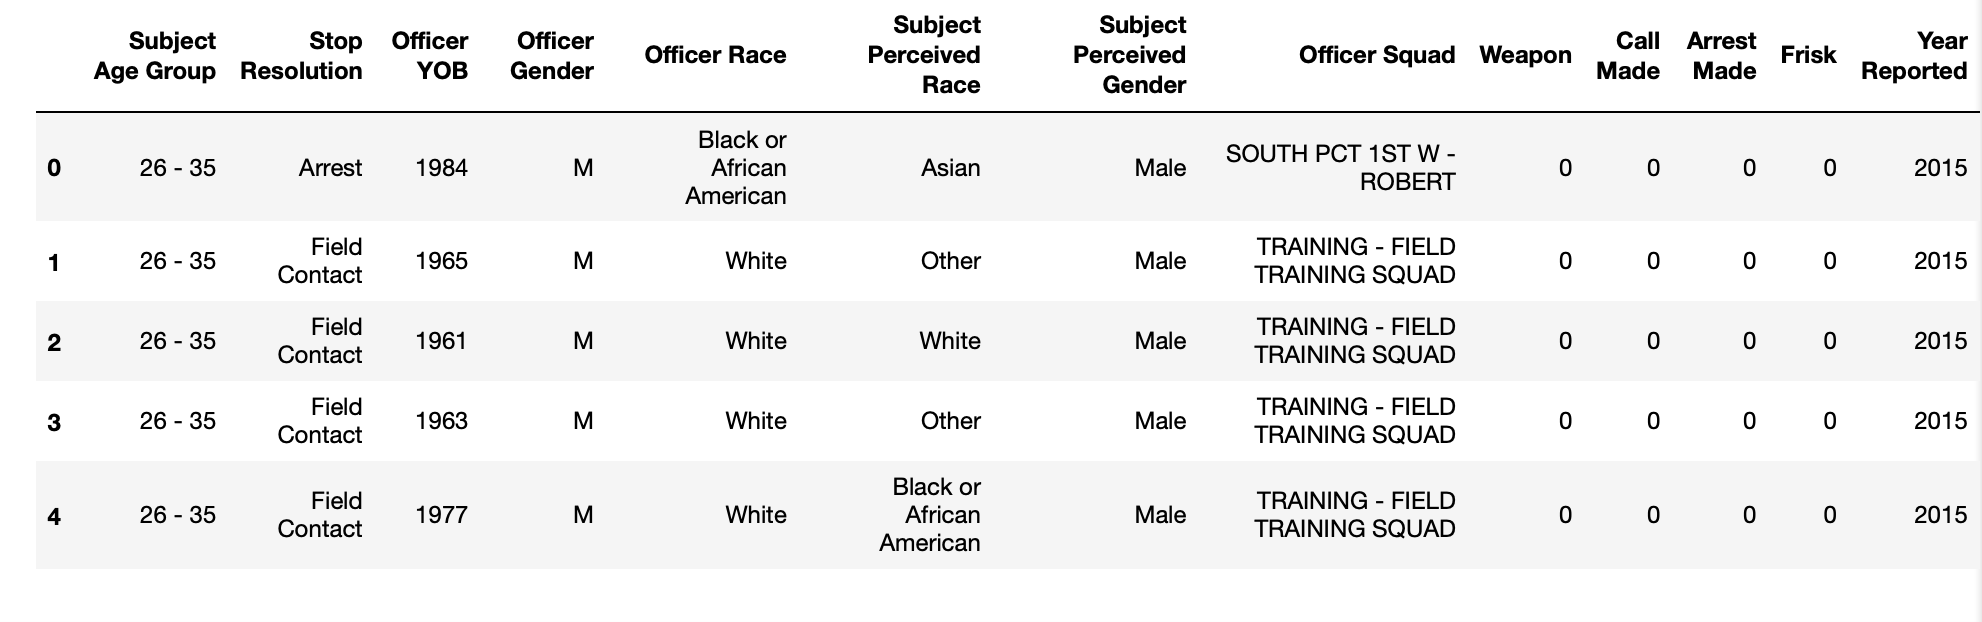 Subject Age Group Stop Resolution Officer YOB Officer Gender Officer Race Subject Perceived Race Subject Perceived Gender Officer Squad Weapon Call Made Arrest Made Frisk Year Reported
0 26 - 35 Arrest 1984 M Black or African American Asian Male SOUTH PCT 1ST W - ROBERT 0 0 0 0 2015
1 26 - 35 Field Contact 1965 M White Other Male TRAINING - FIELD TRAINING SQUAD 0 0 0 0 2015
2 26 - 35 Field Contact 1961 M White White Male TRAINING - FIELD TRAINING SQUAD 0 0 0 0 2015
3 26 - 35 Field Contact 1963 M White Other Male TRAINING - FIELD TRAINING SQUAD 0 0 0 0 2015
4 26 - 35 Field Contact 1977 M White Black or African American Male TRAINING - FIELD TRAINING SQUAD 0 0 0 0 2015